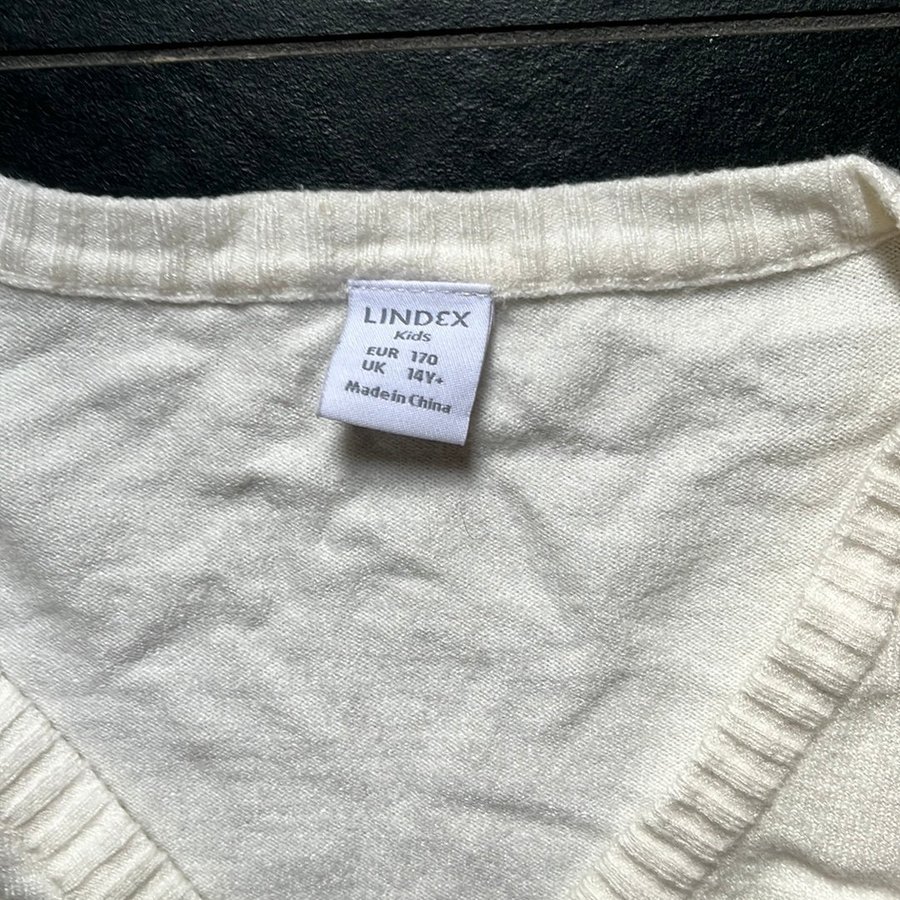 LINDEX
Kids
EUR 170
UK 14Y+
Made in China